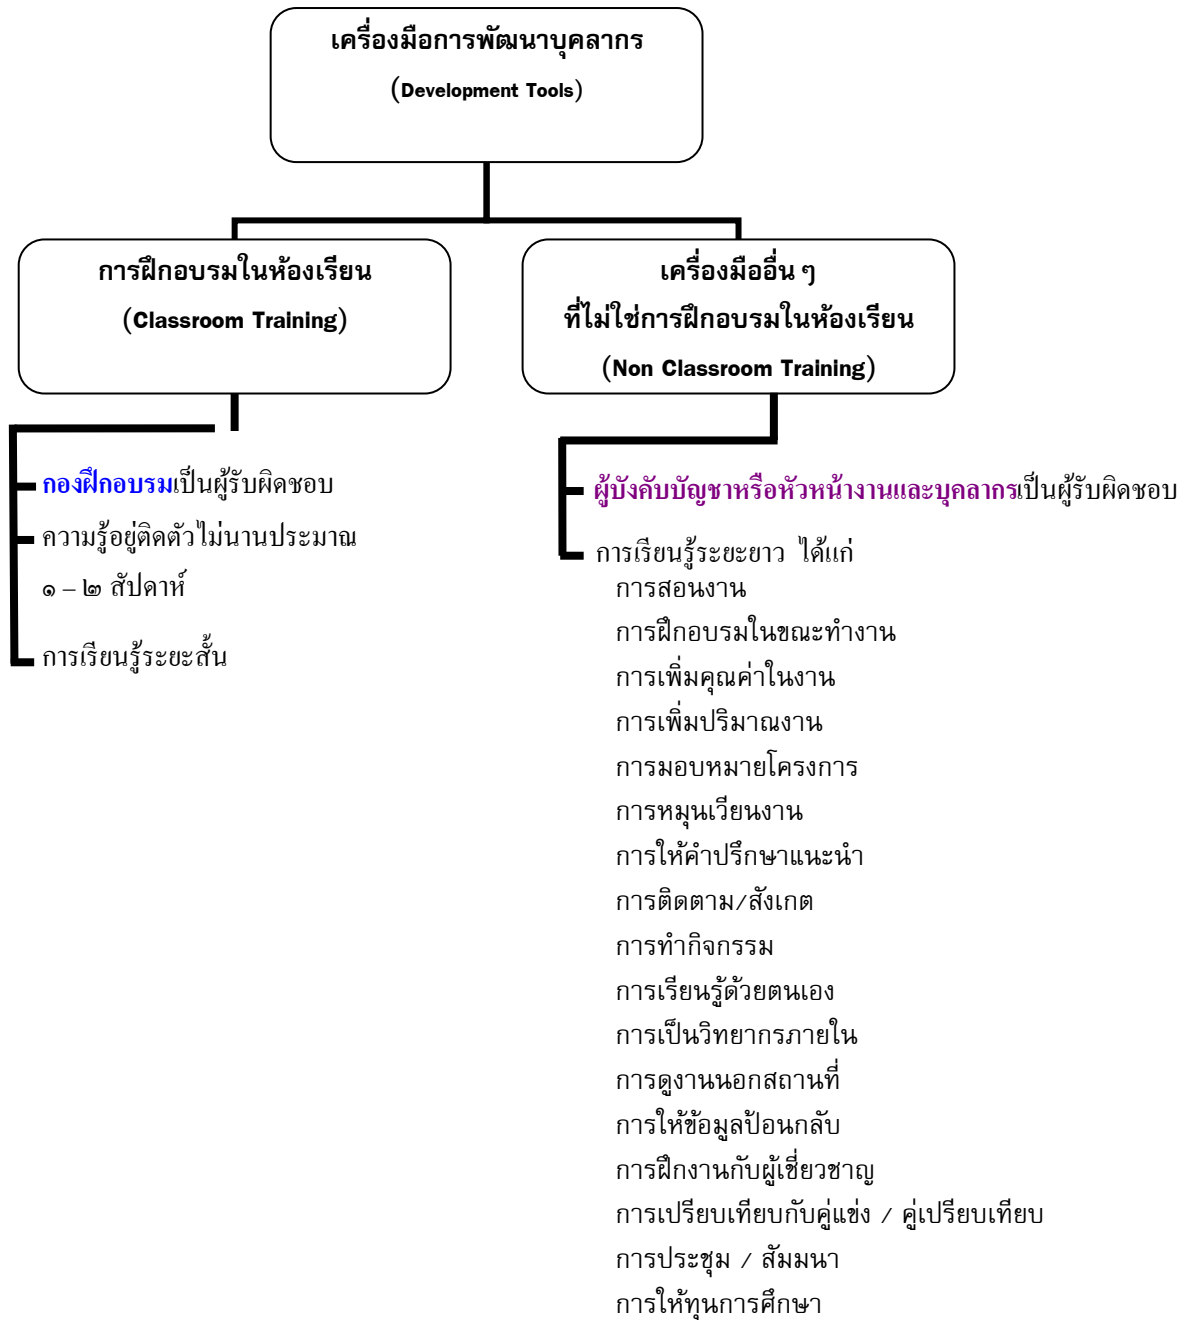 เครื่องมือการพัฒนาบุคลากร
(Development Tools)
การฝึกอบรมในห้องเรียน
(Classroom Training)
เครื่องมืออื่น ๆ
ที่ไม่ใช่การฝึกอบรมในห้องเรียน
(Non Classroom Training)
กองฝึกอบรมเป็นผู้รับผิดชอบ
ความรู้อยู่ติดตัวไม่นานประมาณ
๑ – ๒ สัปดาห์
การเรียนรู้ระยะสั้น
ผู้บังคับบัญชาหรือหัวหน้างานและบุคลากรเป็นผู้รับผิดชอบ
การเรียนรู้ระยะยาว ได้แก่
การสอนงาน
การฝึกอบรมในขณะทำงาน
การเพิ่มคุณค่าในงาน
การเพิ่มปริมาณงาน
การมอบหมายโครงการ
การหมุนเวียนงาน
การให้คำปรึกษาแนะนำ
การติดตาม/สังเกต
การทำกิจกรรม
การเรียนรู้ด้วยตนเอง
การเป็นวิทยากรภายใน
การดูงานนอกสถานที่
การให้ข้อมูลป้อนกลับ
การฝึกงานกับผู้เชี่ยวชาญ
การเปรียบเทียบกับคู่แข่ง / คู่เปรียบเทียบ
การประชุม / สัมมนา
การให้ทุนการศึกษา